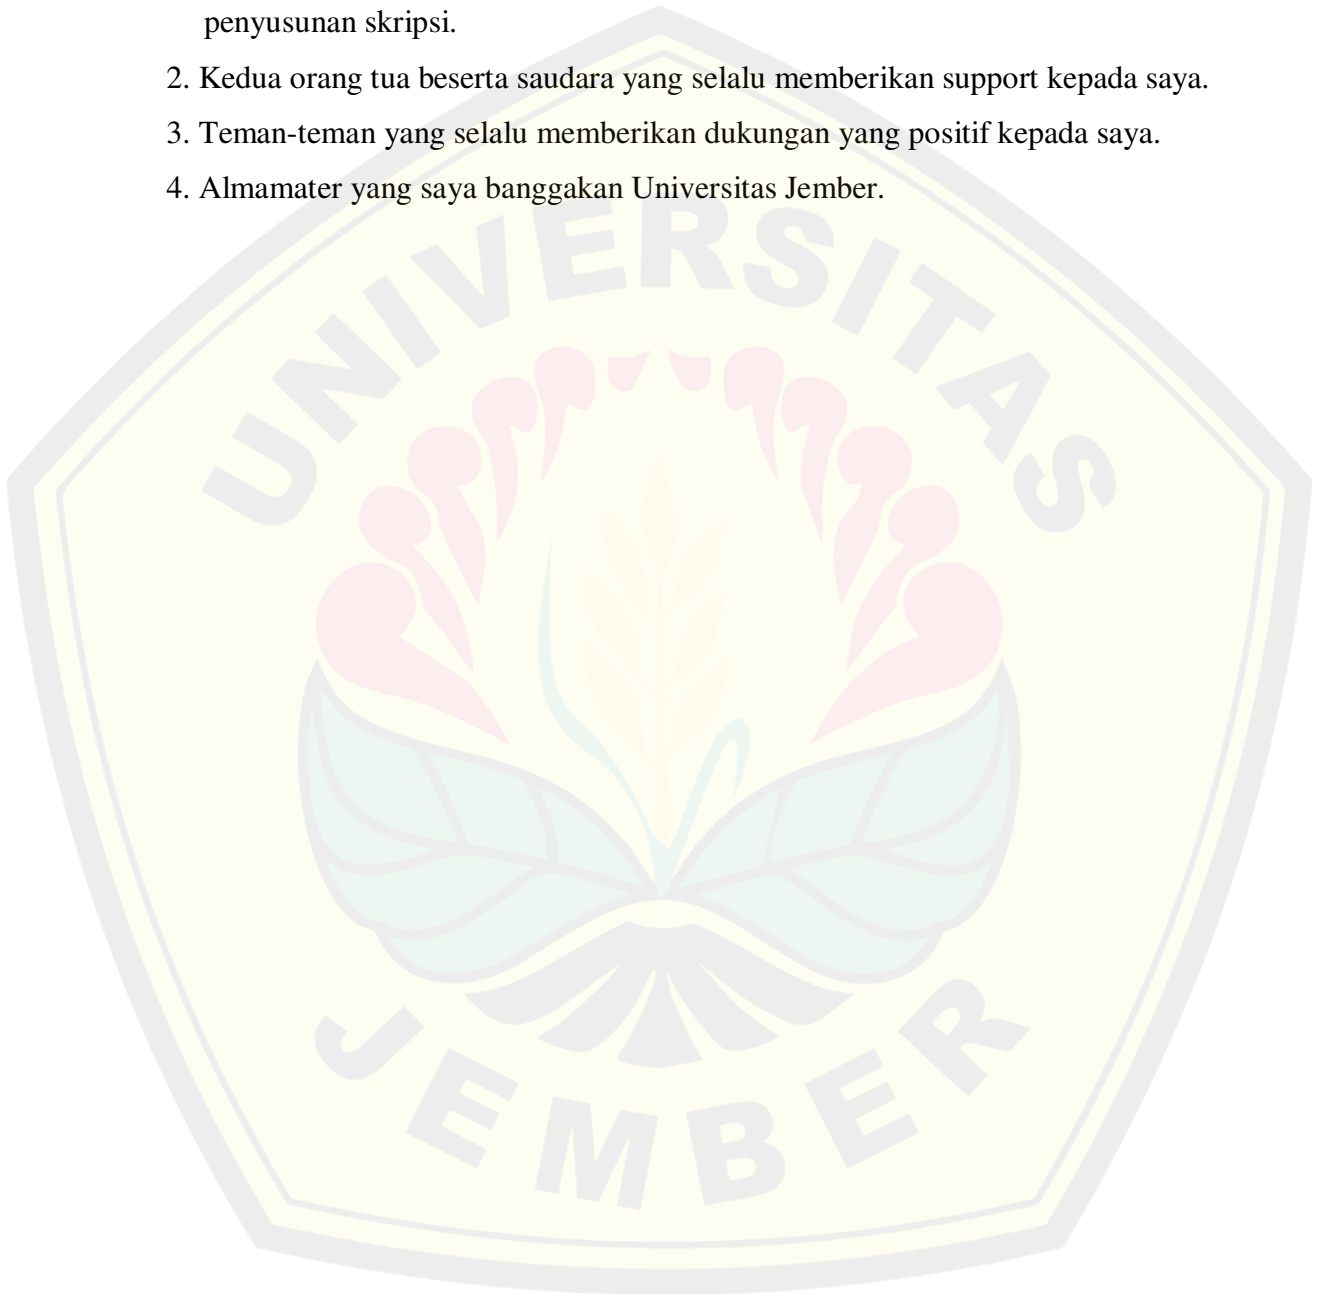 penyusunan skripsi.
2. Kedua orang tua beserta saudara yang selalu memberikan support kepada saya.
3. Teman-teman yang selalu memberikan dukungan yang positif kepada saya.
4. Almamater yang saya banggakan Universitas Jember.
UNIVERSITAS
JEMBER